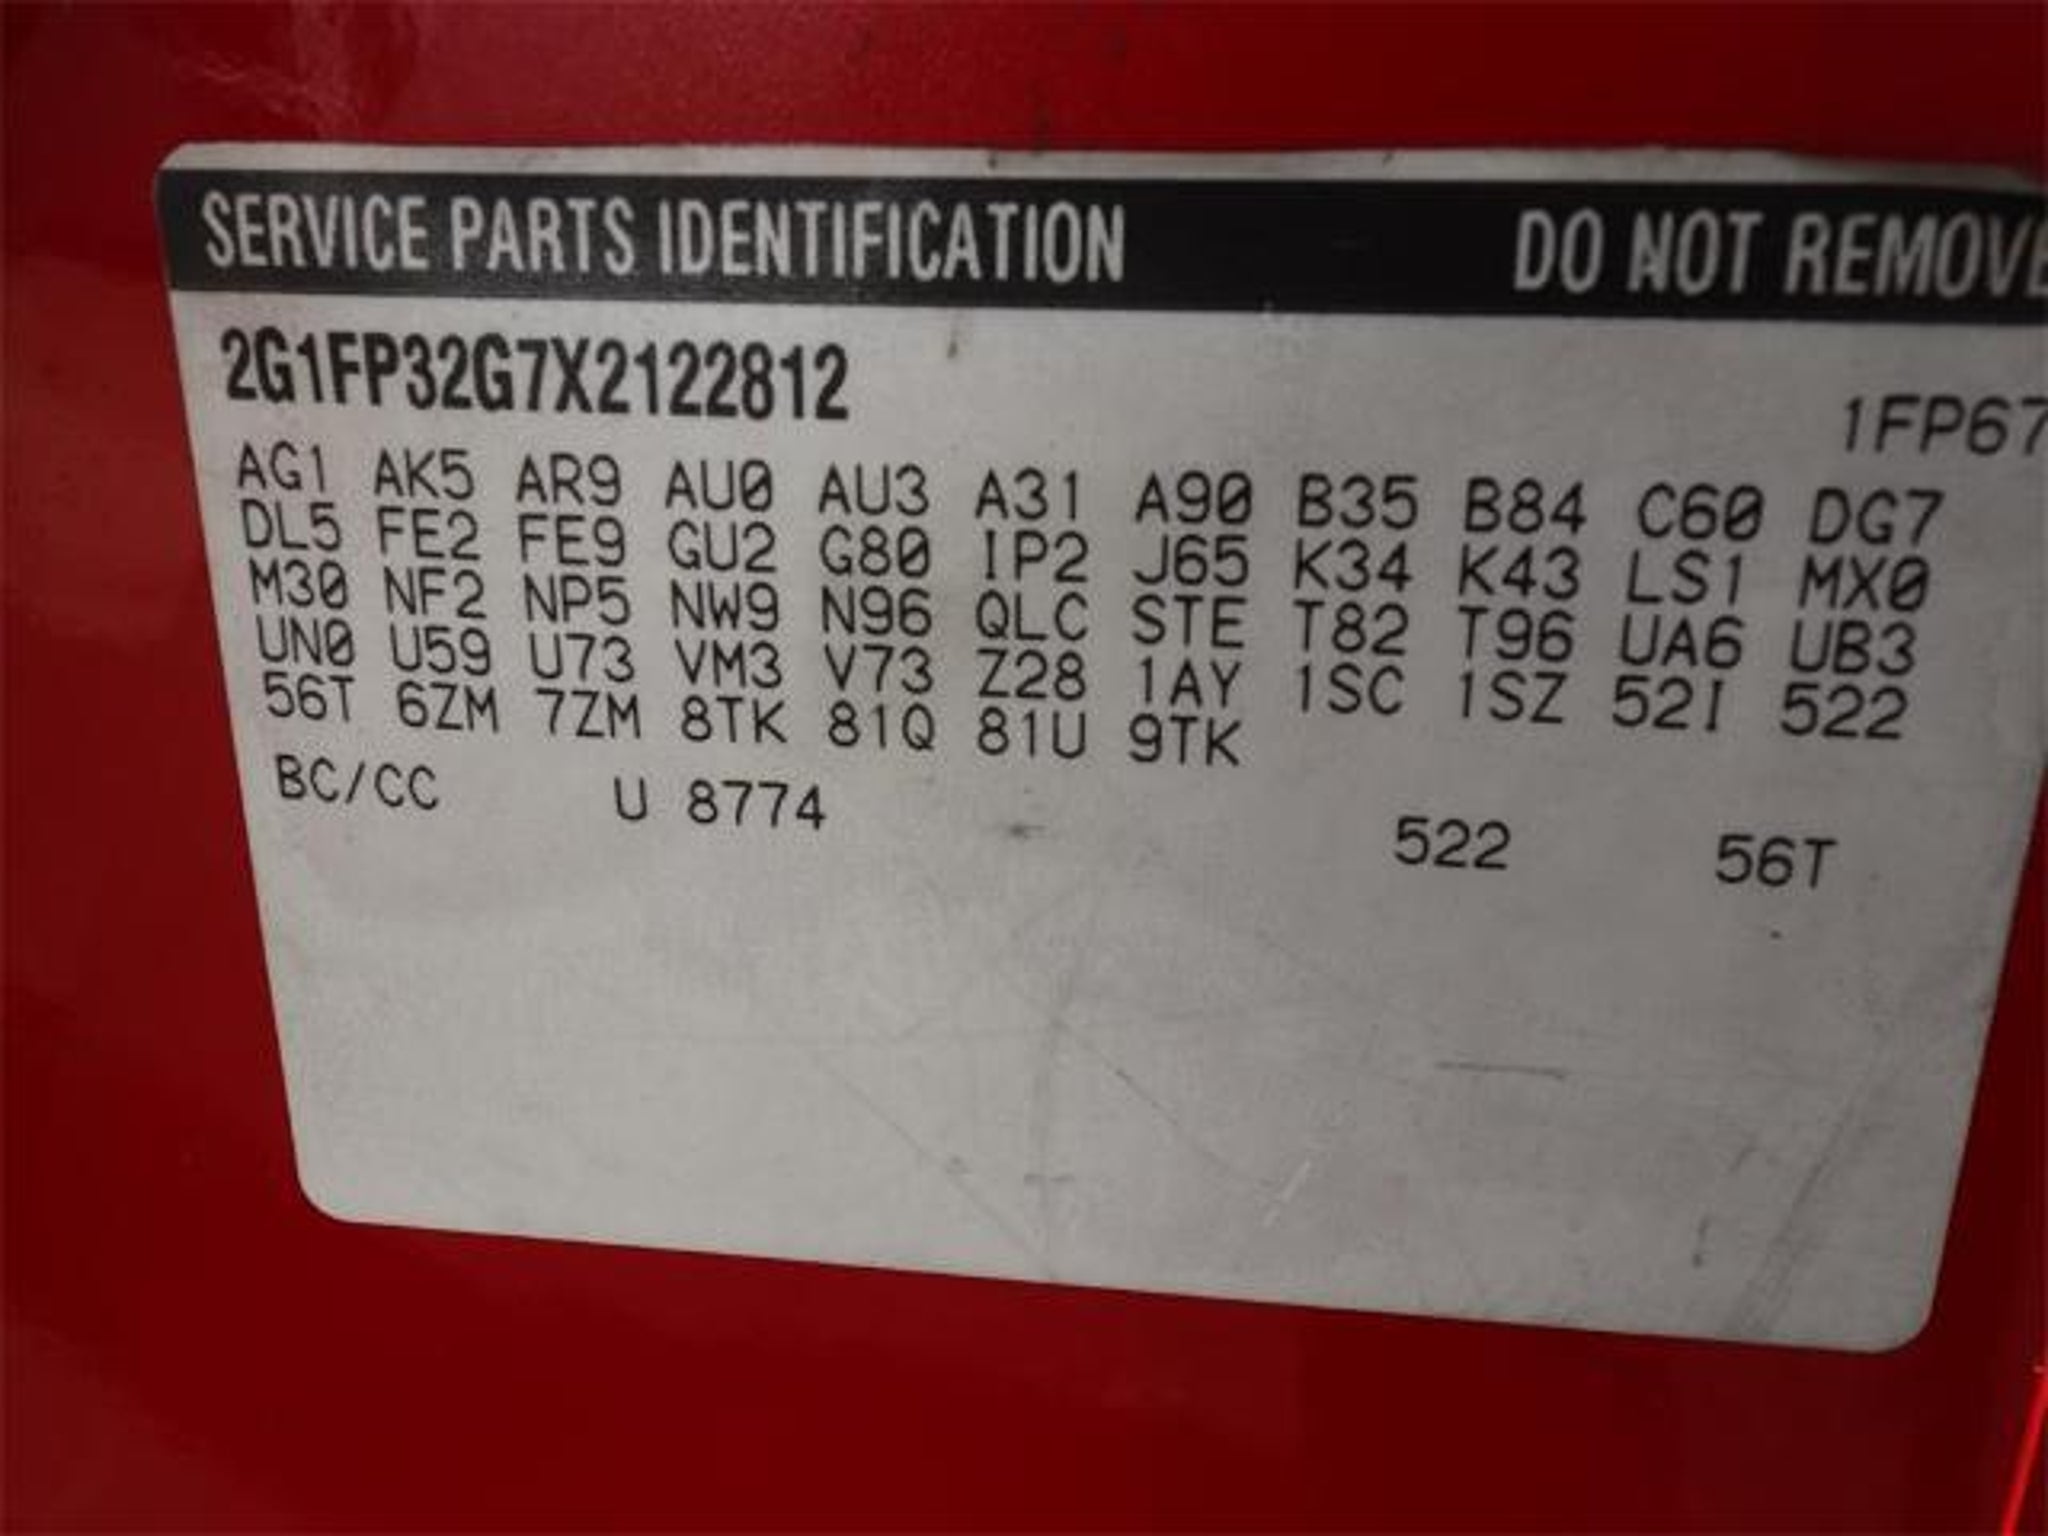 SERVICE PARTS IDENTIFICATION DO NOT REMOVE
2G1FP32G7X2122812 1FP67
AG1 AK5 AR9 AU0 AU3 A31 A90 B35 B84 C60 DG7
DL5 FE2 FE9 GU2 G80 IP2 J65 K34 K43 LS1 MX0
M30 NF2 NP5 NW9 N96 QLC STE T82 T96 UA6 UB3
UN0 U59 U73 VM3 V73 Z28 1AY 1SC 1SZ 52I 522
56T 6ZM 7ZM 8TK 81Q 81U 9TK
BC/CC U 8774 522 56T